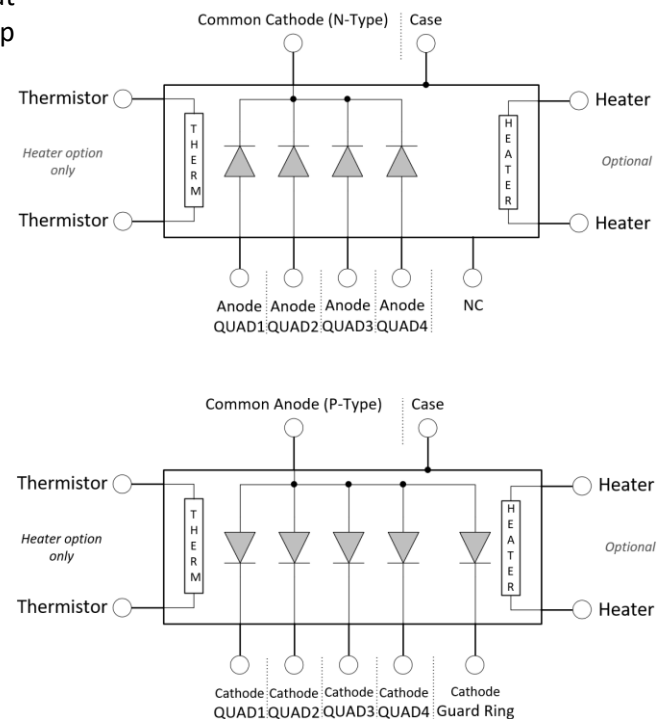 ut
p
Common Cathode (N-Type) Case
Thermistor
Heater
THERM
HEATER
Heater option
only
Optional
Thermistor
Heater
Anode Anode Anode Anode NC
QUAD1 QUAD2 QUAD3 QUAD4
Common Anode (P-Type) Case
Thermistor
Heater
THERM
HEATER
Heater option
only
Optional
Thermistor
Heater
Cathode Cathode Cathode Cathode Cathode
QUAD1 QUAD2 QUAD3 QUAD4 Guard Ring